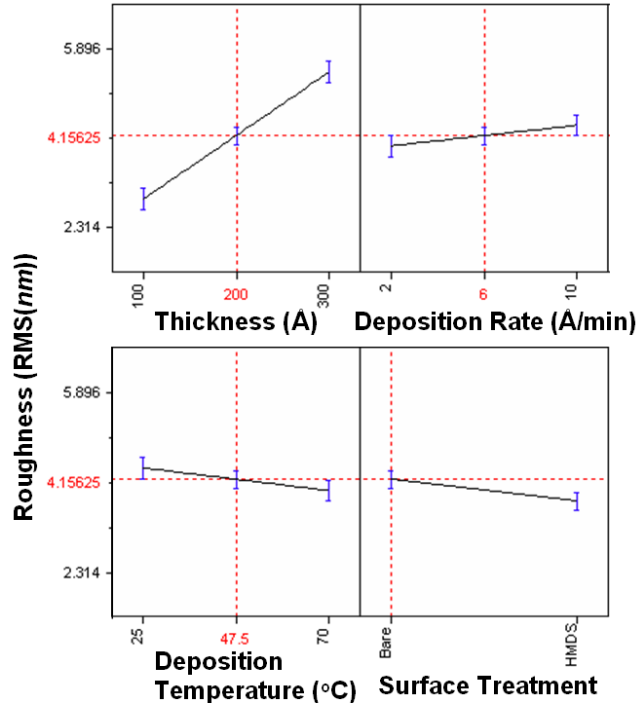 Roughness (RMS(nm))
5.896
4.15625
2.314
100
200
300
2
6
10
Thickness (Å)
Deposition Rate (Å/min)
5.896
4.15625
2.314
25
47.5
70
Bare
HMDS
Deposition
Temperature (°C)
Surface Treatment